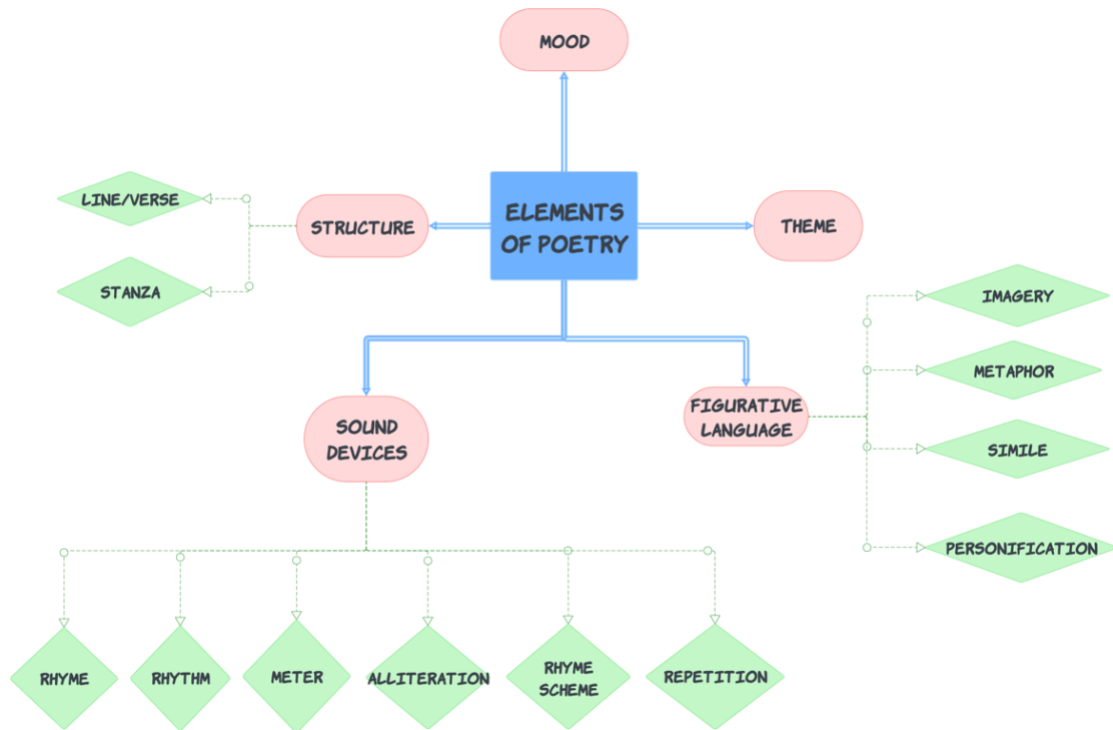 MOOD
ELEMENTS
OF POETRY
STRUCTURE
THEME
LINE/VERSE
STANZA
SOUND
DEVICES
FIGURATIVE
LANGUAGE
IMAGERY
METAPHOR
SIMILE
PERSONIFICATION
RHYME
RHYTHM
METER
ALLITERATION
RHYME
SCHEME
REPETITION